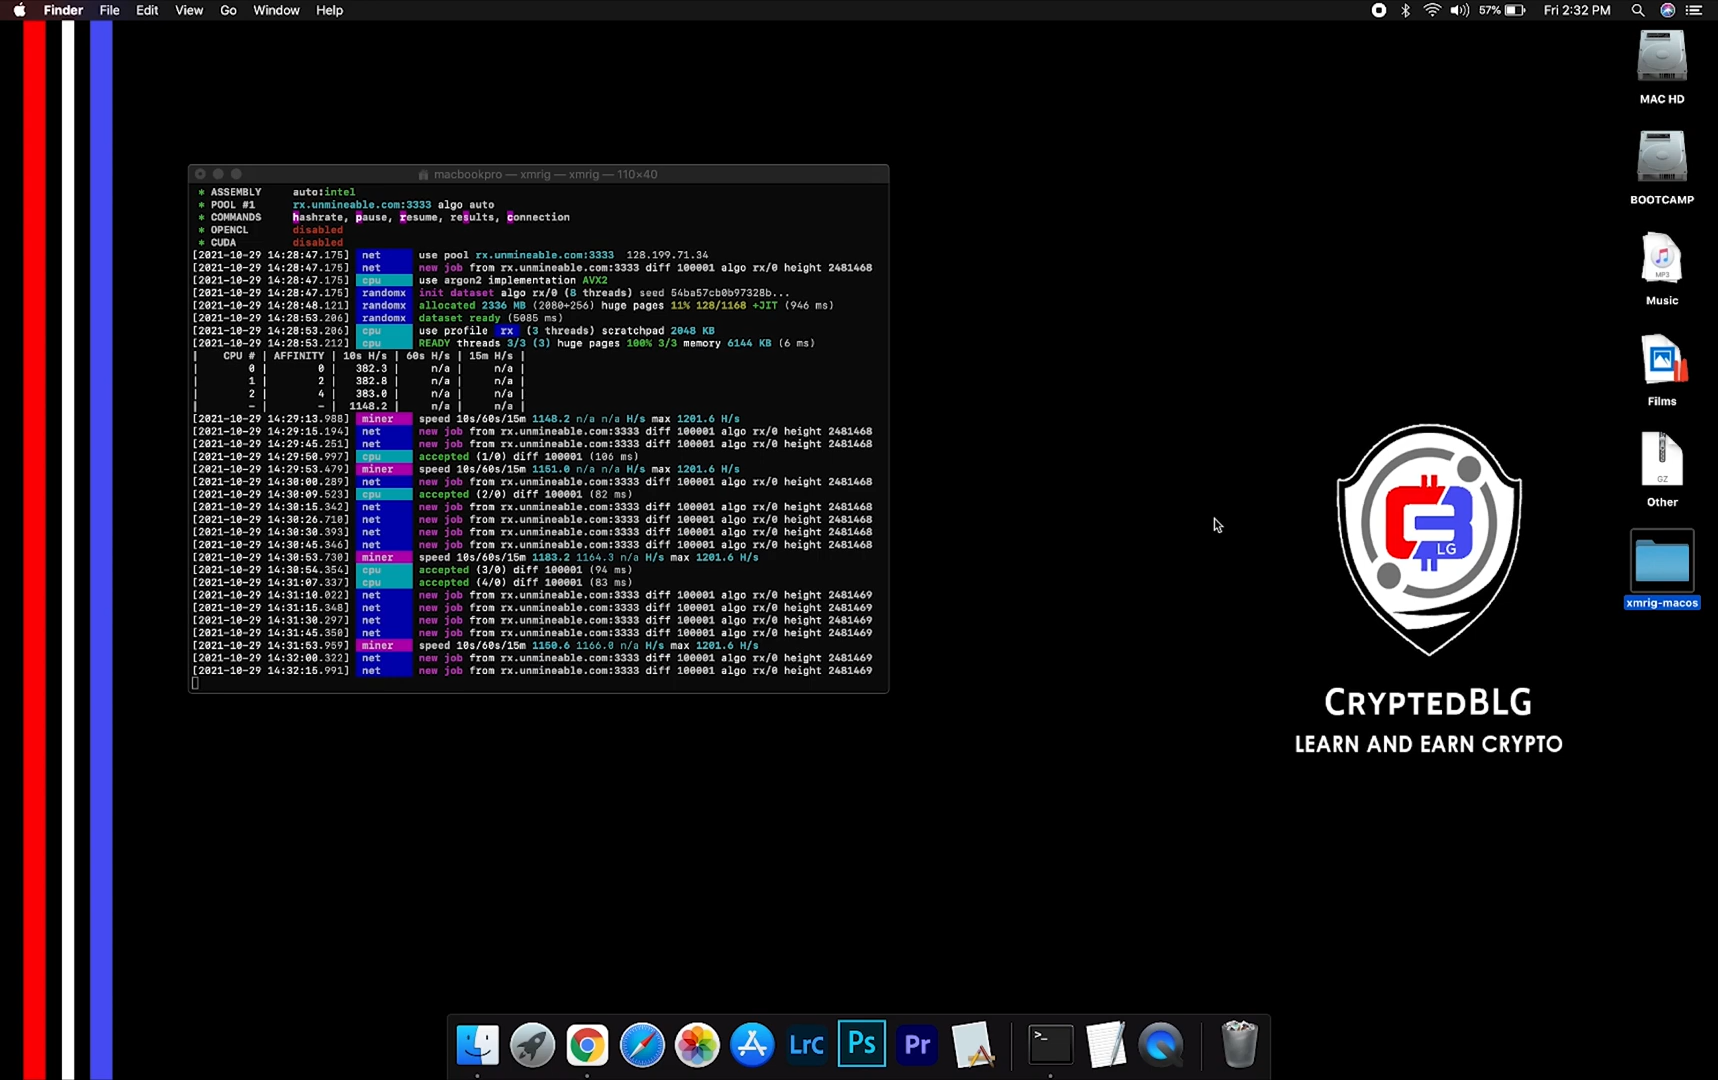 Finder File Edit View Go Window Help
57% Fri 2:32 PM
MAC HD
BOOTCAMP
MP3
Music
Films
GZ
Other
xmrig-macos
macbookpro — xmrig — xmrig — 110×40
* ASSEMBLY auto:intel
* POOL #1 rx.unmineable.com:3333 algo auto
* COMMANDS hashrate, pause, resume, results, connection
* OPENCL disabled
* CUDA disabled
[2021-10-29 14:28:47.175] net use pool rx.unmineable.com:3333 128.199.71.34
[2021-10-29 14:28:47.175] net new job from rx.unmineable.com:3333 diff 100001 algo rx/0 height 2481468
[2021-10-29 14:28:47.175] cpu use argon2 implementation AVX2
[2021-10-29 14:28:47.175] randomx init dataset algo rx/0 (8 threads) seed 54ba57cb0b97328b...
[2021-10-29 14:28:48.121] randomx allocated 2336 MB (2080+256) huge pages 11% 128/1168 +JIT (946 ms)
[2021-10-29 14:28:53.206] randomx dataset ready (5085 ms)
[2021-10-29 14:28:53.206] cpu use profile rx (3 threads) scratchpad 2048 KB
[2021-10-29 14:28:53.212] cpu READY threads 3/3 (3) huge pages 100% 3/3 memory 6144 KB (6 ms)
| CPU # | AFFINITY | 10s H/s | 60s H/s | 15m H/s |
| 0 | 0 | 382.3 | n/a | n/a |
| 1 | 2 | 382.8 | n/a | n/a |
| 2 | 4 | 383.0 | n/a | n/a |
| - | - | 1148.2 | n/a | n/a |
[2021-10-29 14:29:13.988] miner speed 10s/60s/15m 1148.2 n/a n/a H/s max 1201.6 H/s
[2021-10-29 14:29:15.194] net new job from rx.unmineable.com:3333 diff 100001 algo rx/0 height 2481468
[2021-10-29 14:29:45.251] net new job from rx.unmineable.com:3333 diff 100001 algo rx/0 height 2481468
[2021-10-29 14:29:50.997] cpu accepted (1/0) diff 100001 (106 ms)
[2021-10-29 14:29:53.479] miner speed 10s/60s/15m 1151.0 n/a n/a H/s max 1201.6 H/s
[2021-10-29 14:30:00.289] net new job from rx.unmineable.com:3333 diff 100001 algo rx/0 height 2481468
[2021-10-29 14:30:09.523] cpu accepted (2/0) diff 100001 (82 ms)
[2021-10-29 14:30:15.342] net new job from rx.unmineable.com:3333 diff 100001 algo rx/0 height 2481468
[2021-10-29 14:30:26.710] net new job from rx.unmineable.com:3333 diff 100001 algo rx/0 height 2481468
[2021-10-29 14:30:30.393] net new job from rx.unmineable.com:3333 diff 100001 algo rx/0 height 2481468
[2021-10-29 14:30:45.346] net new job from rx.unmineable.com:3333 diff 100001 algo rx/0 height 2481468
[2021-10-29 14:30:53.730] miner speed 10s/60s/15m 1183.2 1164.3 n/a H/s max 1201.6 H/s
[2021-10-29 14:30:54.354] cpu accepted (3/0) diff 100001 (94 ms)
[2021-10-29 14:31:07.337] cpu accepted (4/0) diff 100001 (83 ms)
[2021-10-29 14:31:10.022] net new job from rx.unmineable.com:3333 diff 100001 algo rx/0 height 2481469
[2021-10-29 14:31:15.348] net new job from rx.unmineable.com:3333 diff 100001 algo rx/0 height 2481469
[2021-10-29 14:31:30.297] net new job from rx.unmineable.com:3333 diff 100001 algo rx/0 height 2481469
[2021-10-29 14:31:45.350] net new job from rx.unmineable.com:3333 diff 100001 algo rx/0 height 2481469
[2021-10-29 14:31:53.959] miner speed 10s/60s/15m 1150.6 1166.0 n/a H/s max 1201.6 H/s
[2021-10-29 14:32:00.322] net new job from rx.unmineable.com:3333 diff 100001 algo rx/0 height 2481469
[2021-10-29 14:32:15.991] net new job from rx.unmineable.com:3333 diff 100001 algo rx/0 height 2481469
LG
CRYPTEDBLG
LEARN AND EARN CRYPTO
LrC Ps Pr >_